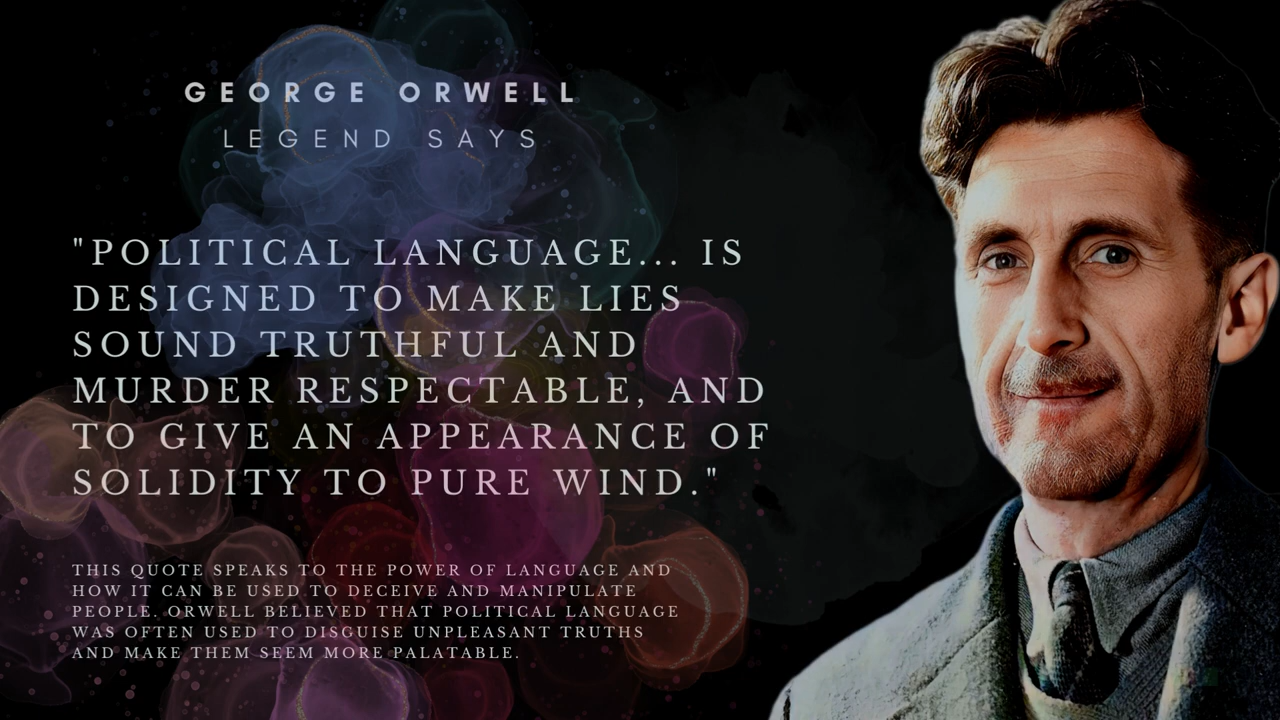 GEORGE ORWELL
LEGEND SAYS
"POLITICAL LANGUAGE... IS
DESIGNED TO MAKE LIES
SOUND TRUTHFUL AND
MURDER RESPECTABLE, AND
TO GIVE AN APPEARANCE OF
SOLIDITY TO PURE WIND."
THIS QUOTE SPEAKS TO THE POWER OF LANGUAGE AND
HOW IT CAN BE USED TO DECEIVE AND MANIPULATE
PEOPLE. ORWELL BELIEVED THAT POLITICAL LANGUAGE
WAS OFTEN USED TO DISGUISE UNPLEASANT TRUTHS
AND MAKE THEM SEEM MORE PALATABLE.